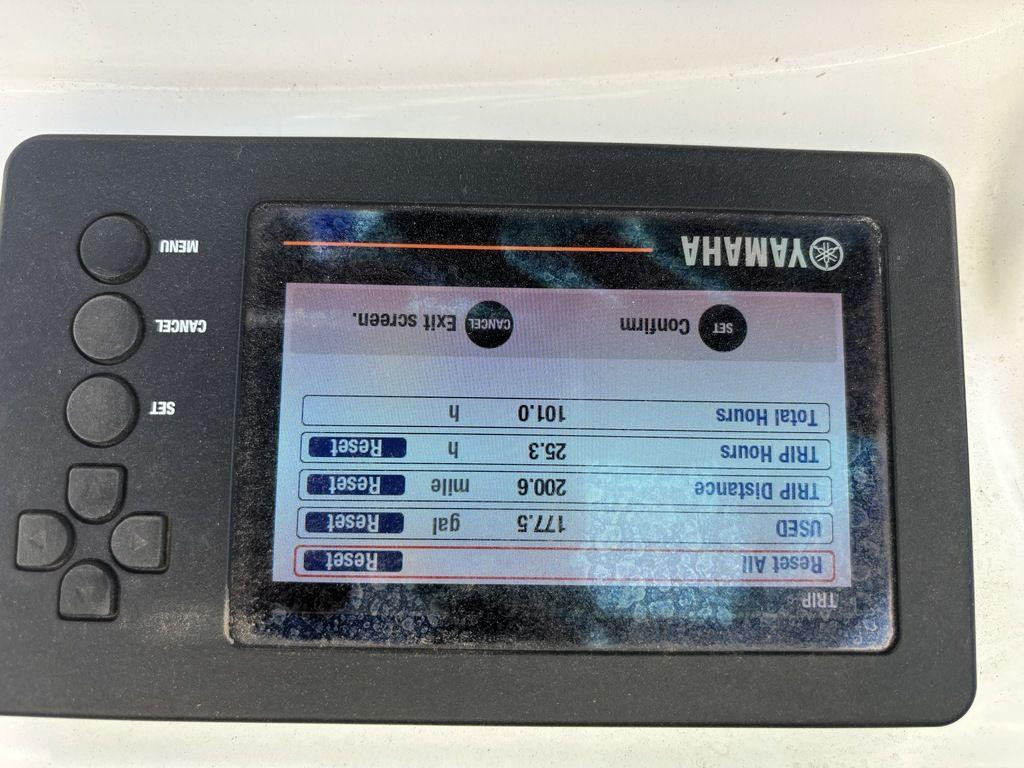 TRIP
Reset All Reset
USED 177.5 gal Reset
TRIP Distance 200.6 mile Reset
TRIP Hours 25.3 h Reset
Total Hours 101.0 h
SET Confirm CANCEL Exit screen.
YAMAHA
SET
CANCEL
MENU